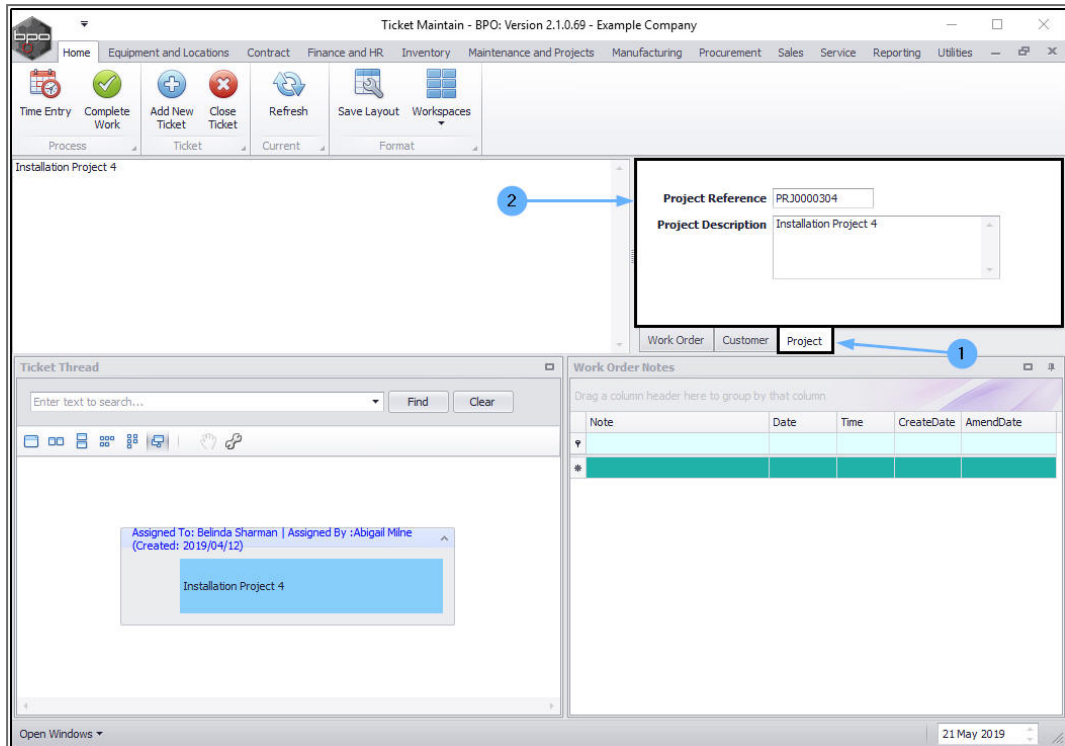 bpo
Ticket Maintain - BPO: Version 2.1.0.69 - Example Company
Home Equipment and Locations Contract Finance and HR Inventory Maintenance and Projects Manufacturing Procurement Sales Service Reporting Utilities
Time Entry Complete Work Add New Ticket Close Ticket Refresh Save Layout Workspaces
Process Ticket Current Format
Installation Project 4
2
Project Reference PRJ0000304
Project Description Installation Project 4
Work Order Customer Project
1
Ticket Thread
Enter text to search... Find Clear
Assigned To: Belinda Sharman | Assigned By :Abigail Milne
(Created: 2019/04/12)
Installation Project 4
Work Order Notes
Drag a column header here to group by that column
Note Date Time CreateDate AmendDate
Open Windows 21 May 2019